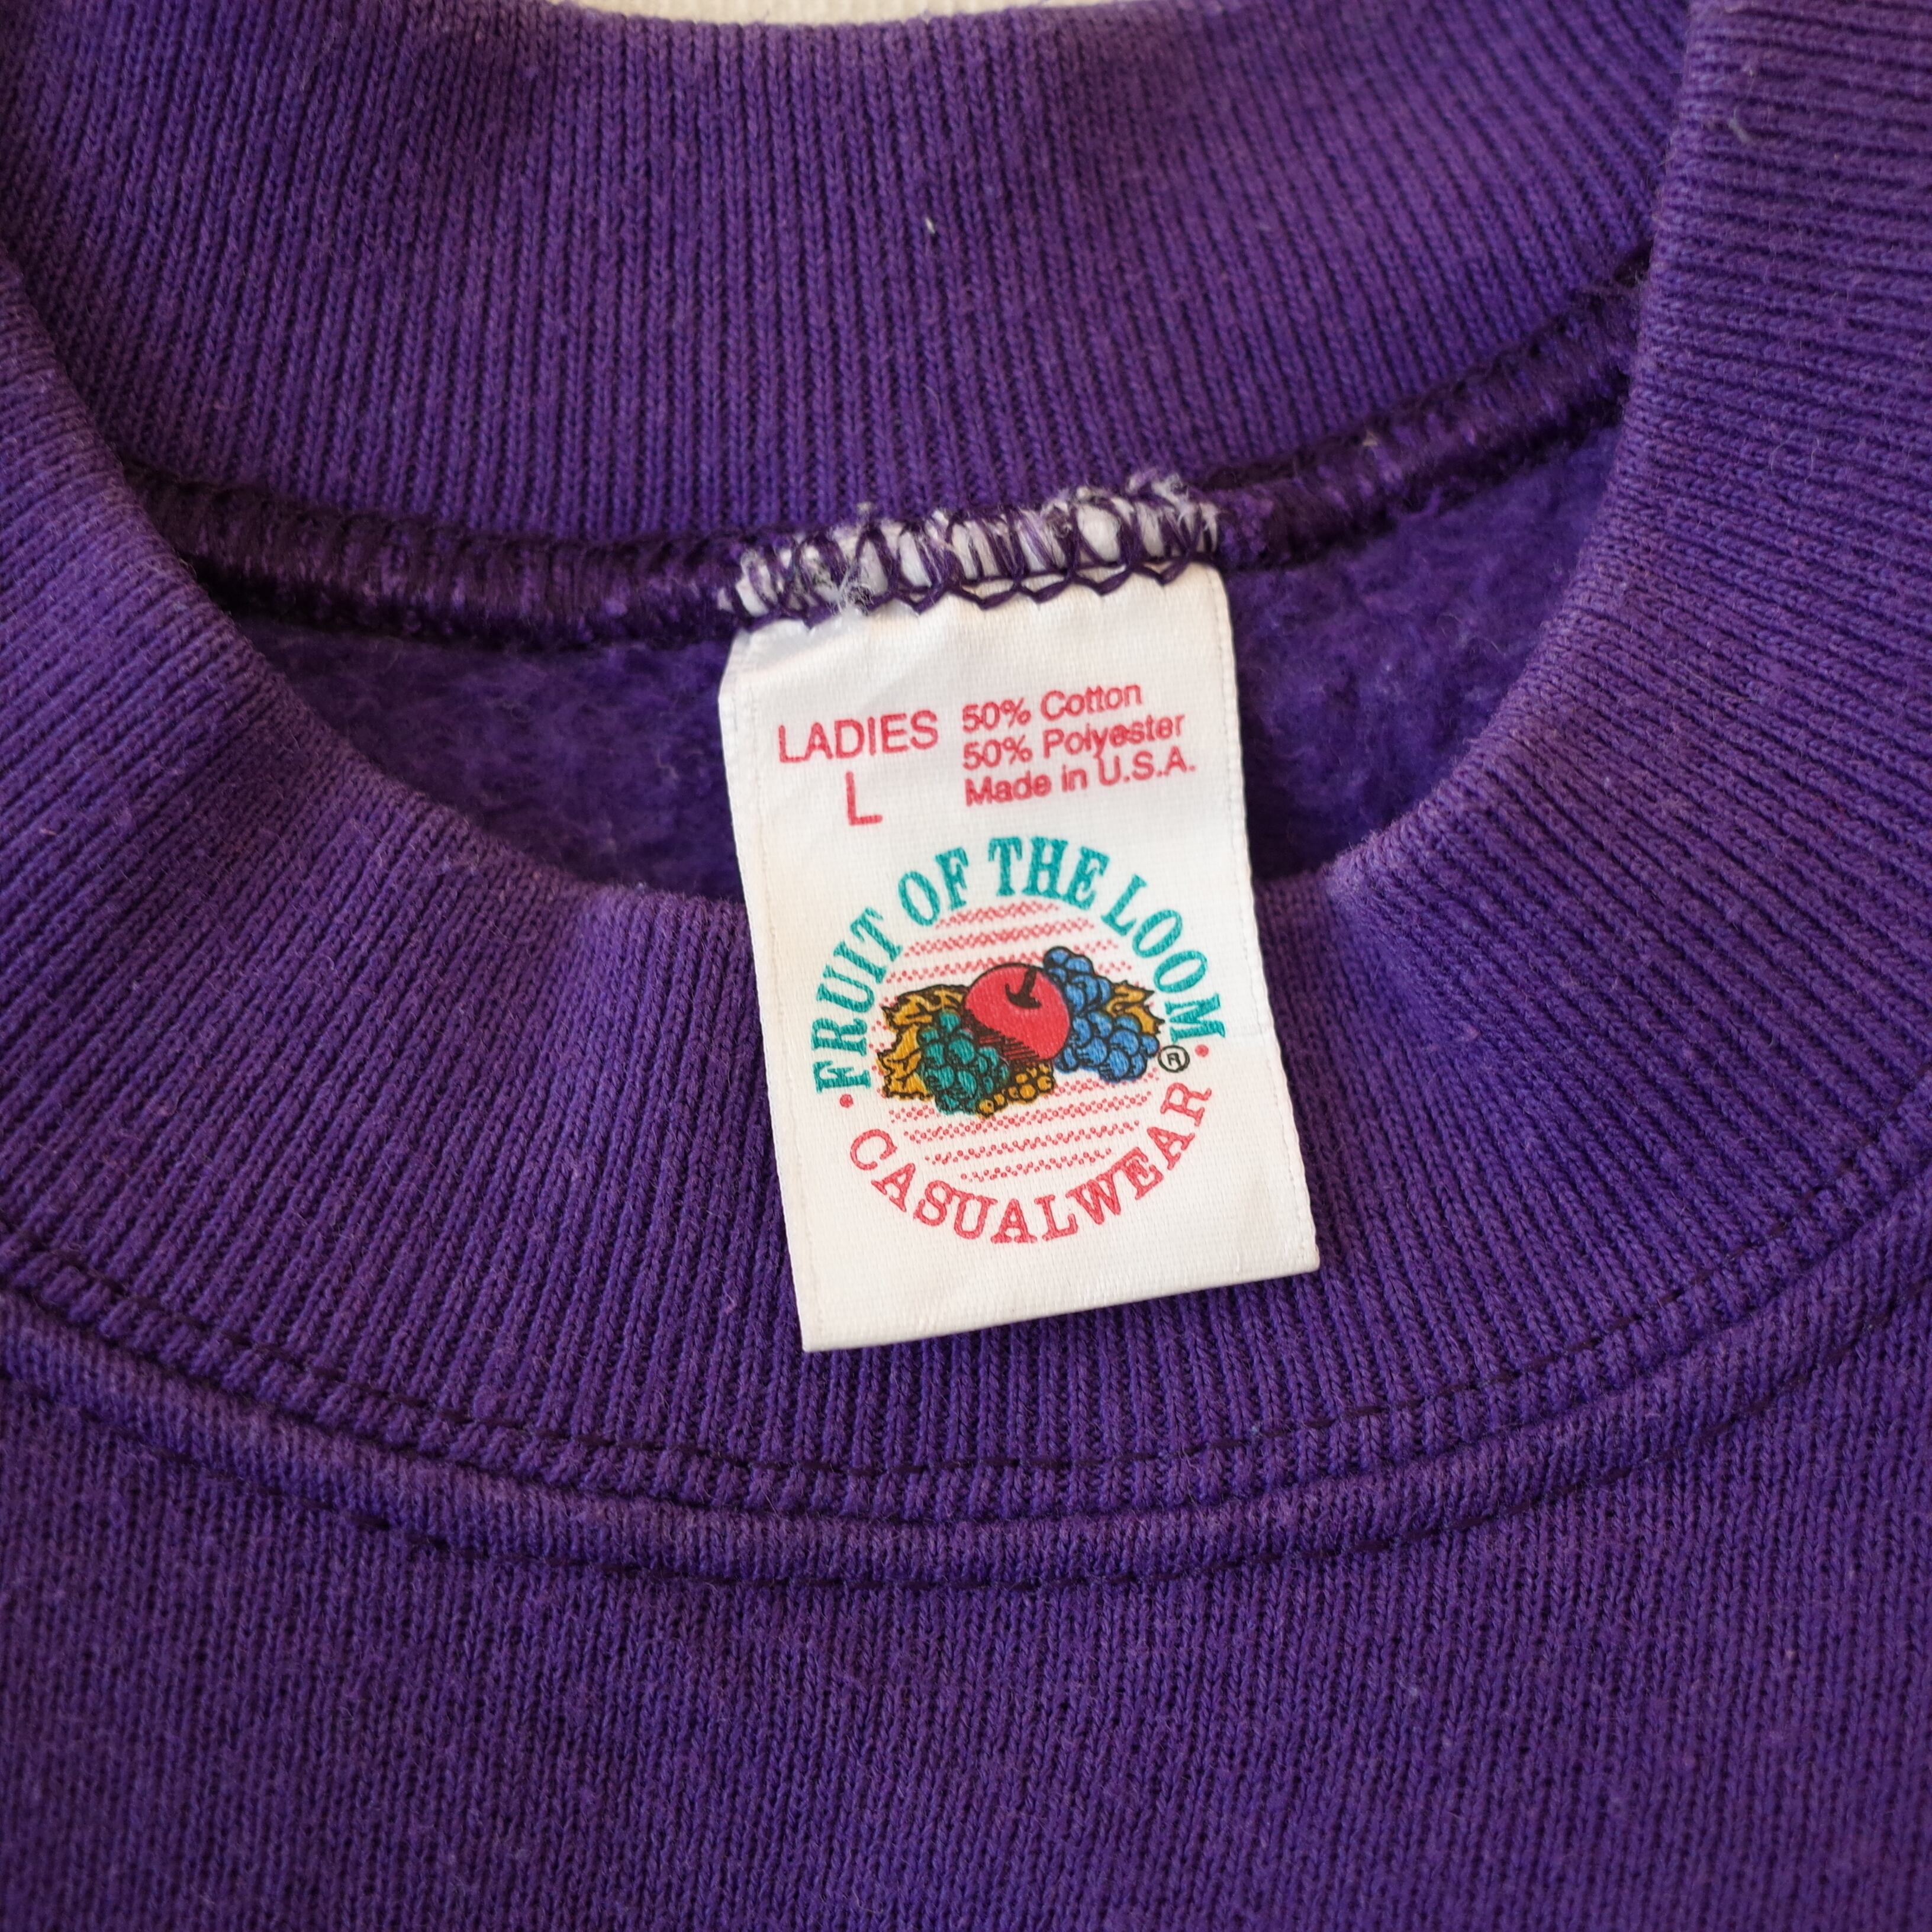 LADIES
L
50% Cotton
50% Polyester
Made in U.S.A.
FRUIT OF THE LOOM
®
CASUALWEAR